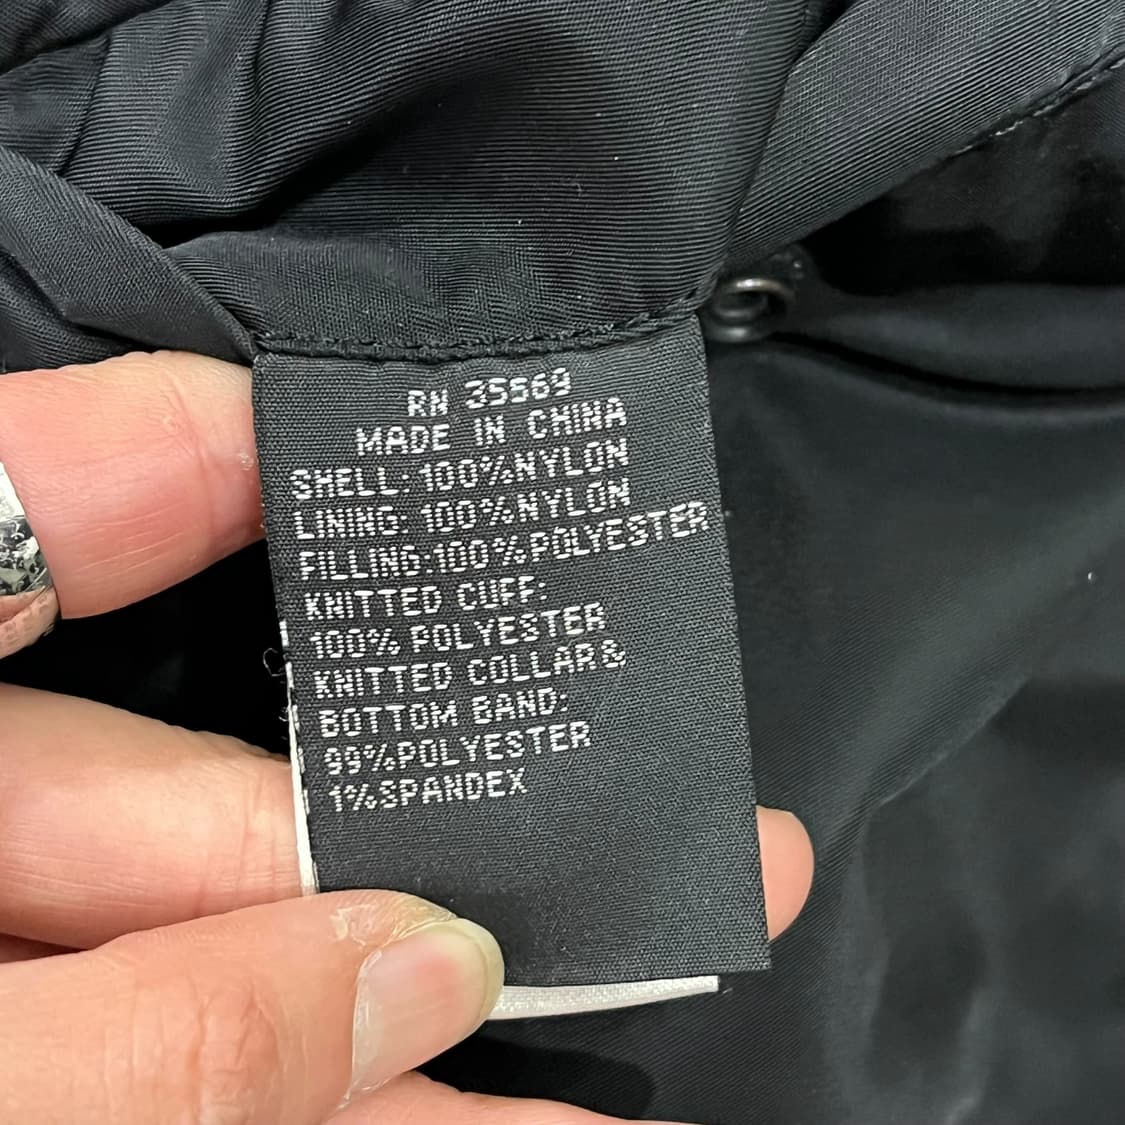 RN 35569
MADE IN CHINA
SHELL: 100%NYLON
LINING: 100%NYLON
FILLING:100%POLYESTER
KNITTED CUFF:
100% POLYESTER
KNITTED COLLAR&
BOTTOM BAND:
99%POLYESTER
1%SPANDEX